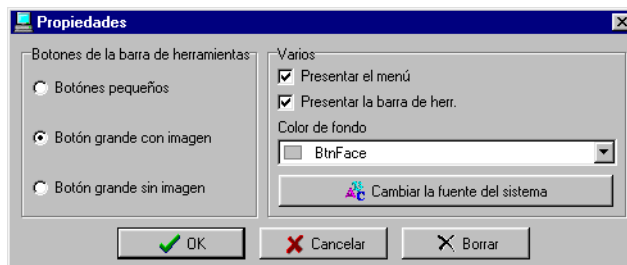 Propiedades
Botones de la barra de herramientas
Botónes pequeños
Botón grande con imagen
Botón grande sin imagen
Varios
Presentar el menú
Presentar la barra de herr.
Color de fondo
BtnFace
Cambiar la fuente del sistema
OK
Cancelar
Borrar